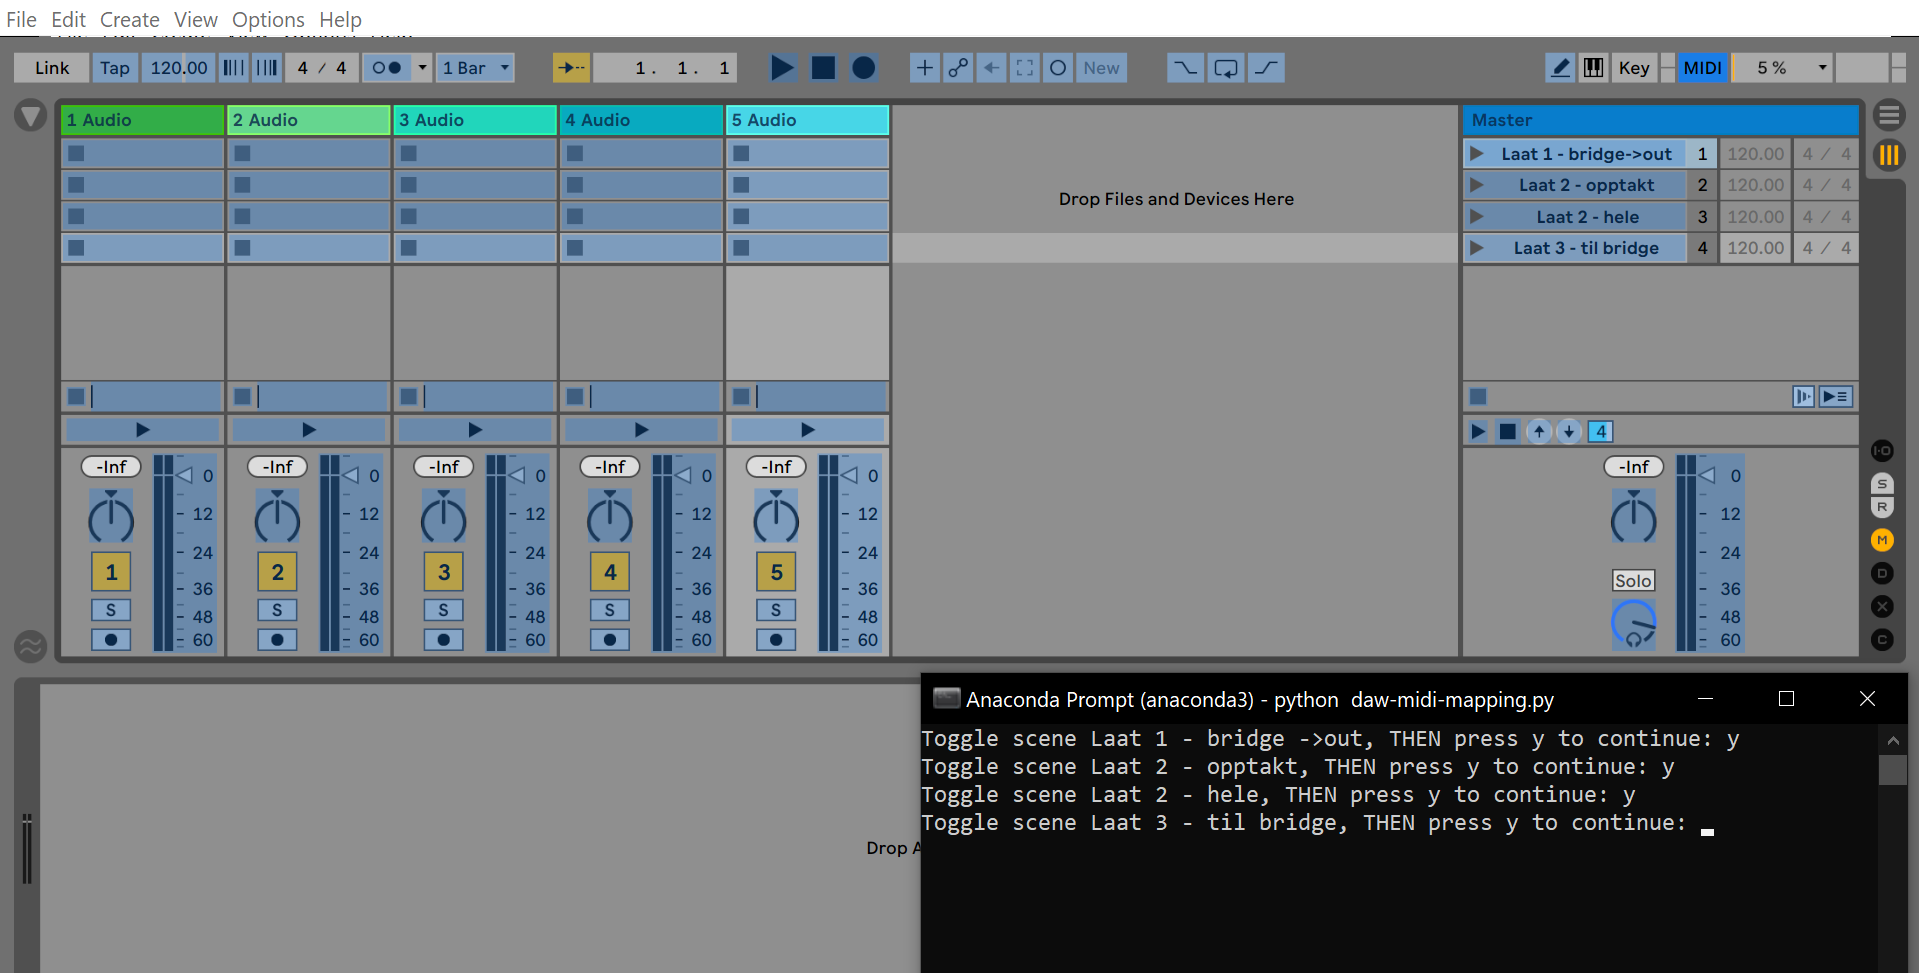 File Edit Create View Options Help
Link Tap 120.00 4 / 4 1 Bar 1. 1. 1 New Key MIDI 5 %
1 Audio 2 Audio 3 Audio 4 Audio 5 Audio Master
Laat 1 - bridge->out 1 120.00 4 / 4
Drop Files and Devices Here
Laat 2 - opptakt 2 120.00 4 / 4
Laat 2 - hele 3 120.00 4 / 4
Laat 3 - til bridge 4 120.00 4 / 4
4
-Inf 0 -Inf 0 -Inf 0 -Inf 0 -Inf 0 -Inf 0
12 12 12 12 12 12
24 24 24 24 24 24
1 36 2 36 3 36 4 36 5 36 Solo 36
S 48 S 48 S 48 S 48 S 48 48
60 60 60 60 60 60
I-O
S
R
M
D
X
C
Anaconda Prompt (anaconda3) - python daw-midi-mapping.py
Toggle scene Laat 1 - bridge ->out, THEN press y to continue: y
Toggle scene Laat 2 - opptakt, THEN press y to continue: y
Toggle scene Laat 2 - hele, THEN press y to continue: y
Toggle scene Laat 3 - til bridge, THEN press y to continue:
Drop